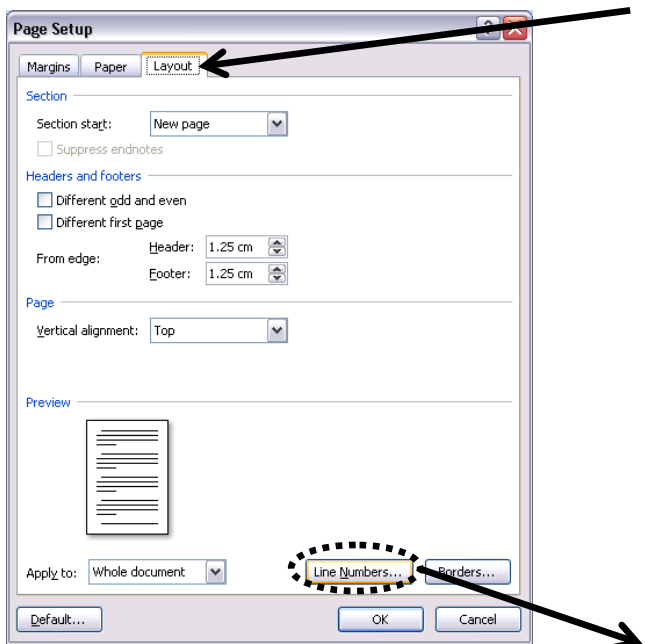 Page Setup
Margins Paper Layout
Section
Section start: New page
Suppress endnotes
Headers and footers
Different odd and even
Different first page
From edge:
Header: 1.25 cm
Footer: 1.25 cm
Page
Vertical alignment: Top
Preview
Apply to: Whole document Line Numbers... Borders...
Default... OK Cancel